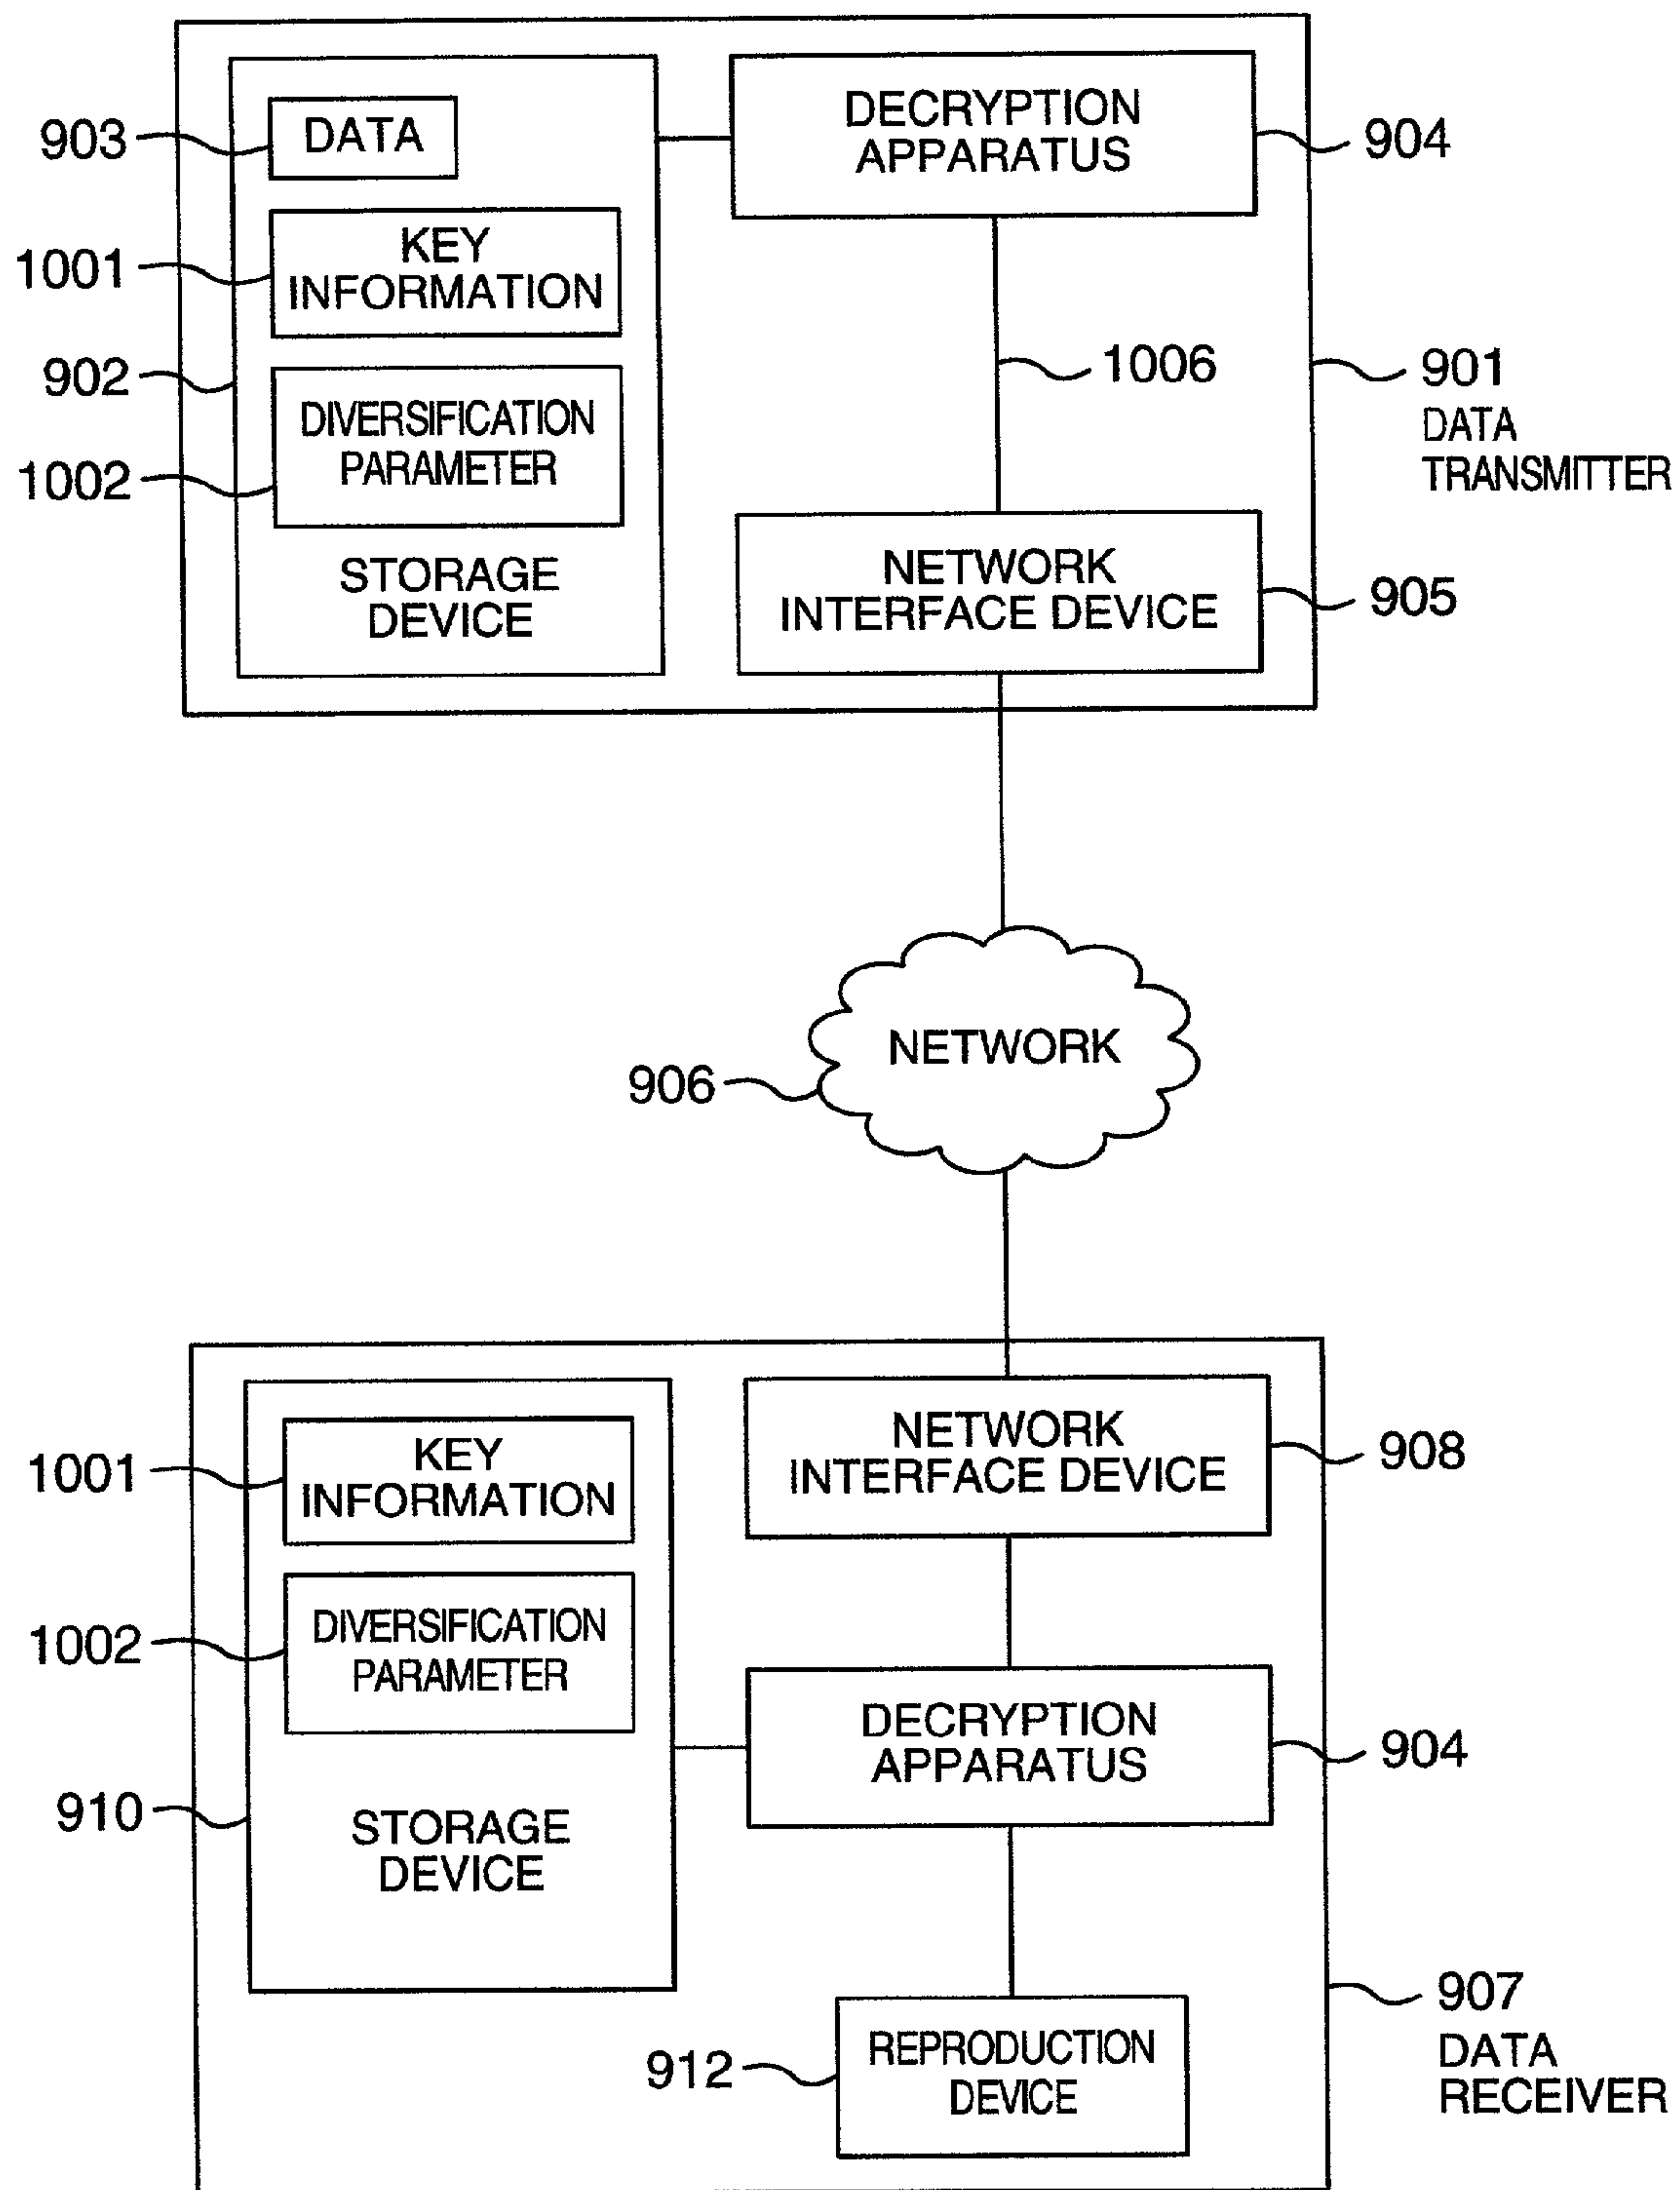 903
DATA
DECRYPTION
APPARATUS
904
1001
KEY
INFORMATION
902
1006
901
DATA
TRANSMITTER
DIVERSIFICATION
PARAMETER
1002
STORAGE
DEVICE
NETWORK
INTERFACE DEVICE
905
NETWORK
906
1001
KEY
INFORMATION
NETWORK
INTERFACE DEVICE
908
1002
DIVERSIFICATION
PARAMETER
DECRYPTION
APPARATUS
904
910
STORAGE
DEVICE
907
DATA
RECEIVER
912
REPRODUCTION
DEVICE